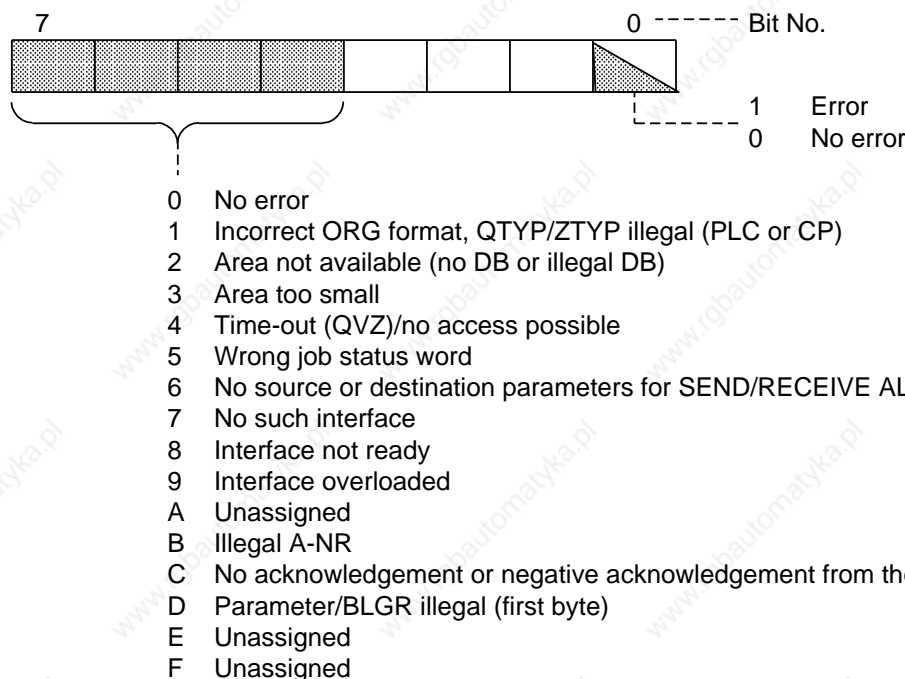 7 0 Bit No.
1 Error
0 No error
0 No error
1 Incorrect ORG format, QTYP/ZTYP illegal (PLC or CP)
2 Area not available (no DB or illegal DB)
3 Area too small
4 Time-out (QVZ)/no access possible
5 Wrong job status word
6 No source or destination parameters for SEND/RECEIVE AL
7 No such interface
8 Interface not ready
9 Interface overloaded
A Unassigned
B Illegal A-NR
C No acknowledgement or negative acknowledgement from the
D Parameter/BLGR illegal (first byte)
E Unassigned
F Unassigned
www.rgbautomatyka.pl